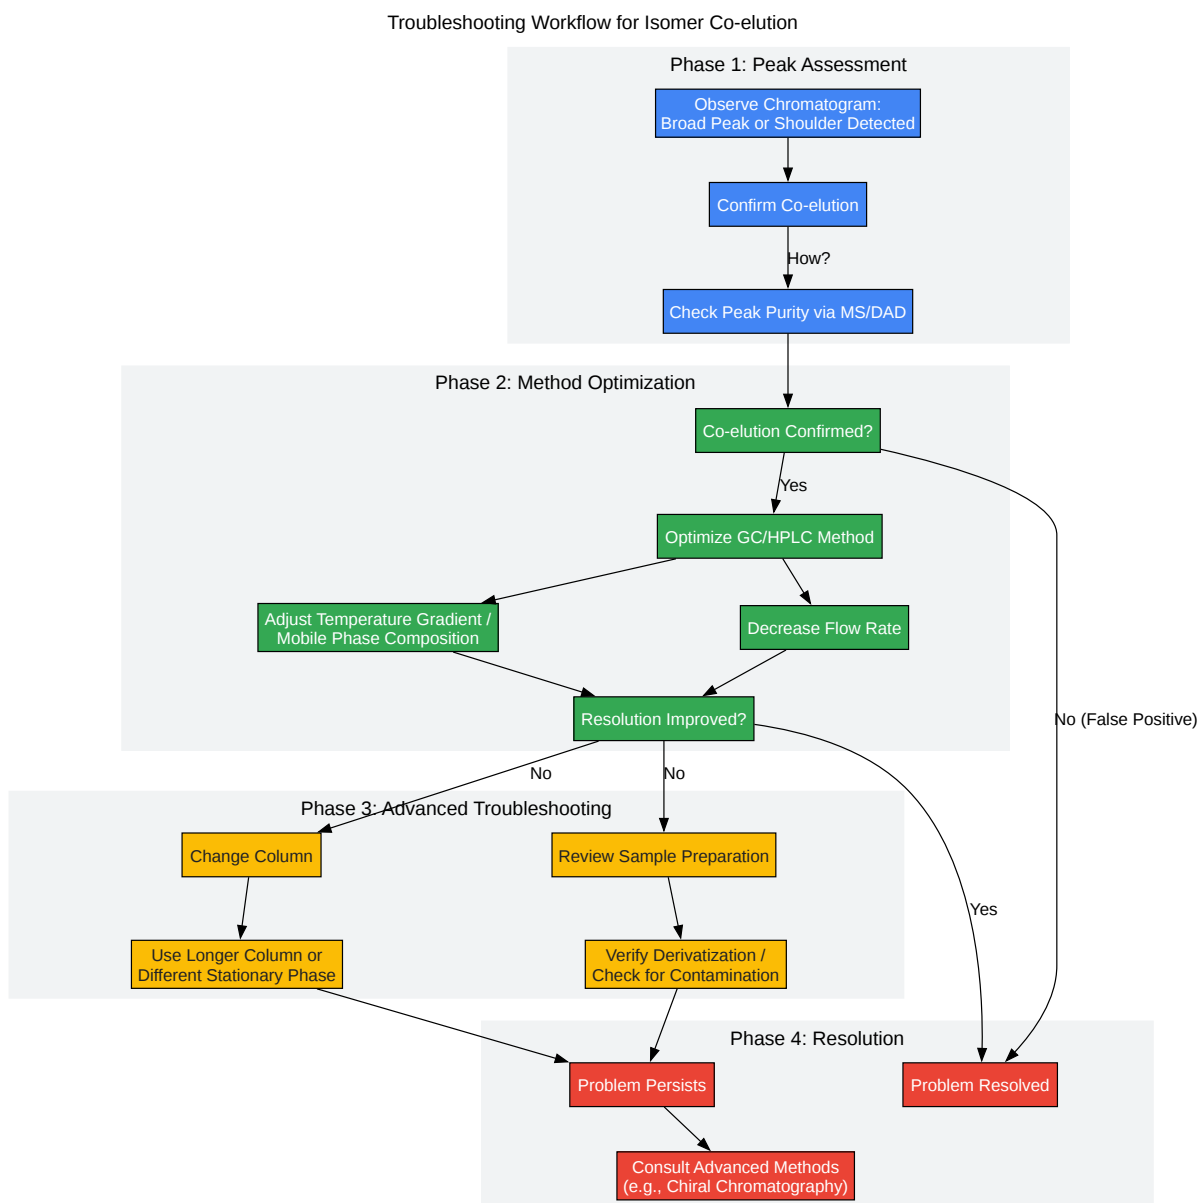 Troubleshooting Workflow for Isomer Co-elution
Phase 1: Peak Assessment
Observe Chromatogram:
Broad Peak or Shoulder Detected
Confirm Co-elution
How?
Check Peak Purity via MS/DAD
Phase 2: Method Optimization
Co-elution Confirmed?
Yes
Optimize GC/HPLC Method
Adjust Temperature Gradient /
Mobile Phase Composition
Decrease Flow Rate
Resolution Improved?
No (False Positive)
No
No
Phase 3: Advanced Troubleshooting
Change Column
Review Sample Preparation
Yes
Use Longer Column or
Different Stationary Phase
Verify Derivatization /
Check for Contamination
Phase 4: Resolution
Problem Persists
Problem Resolved
Consult Advanced Methods
(e.g., Chiral Chromatography)